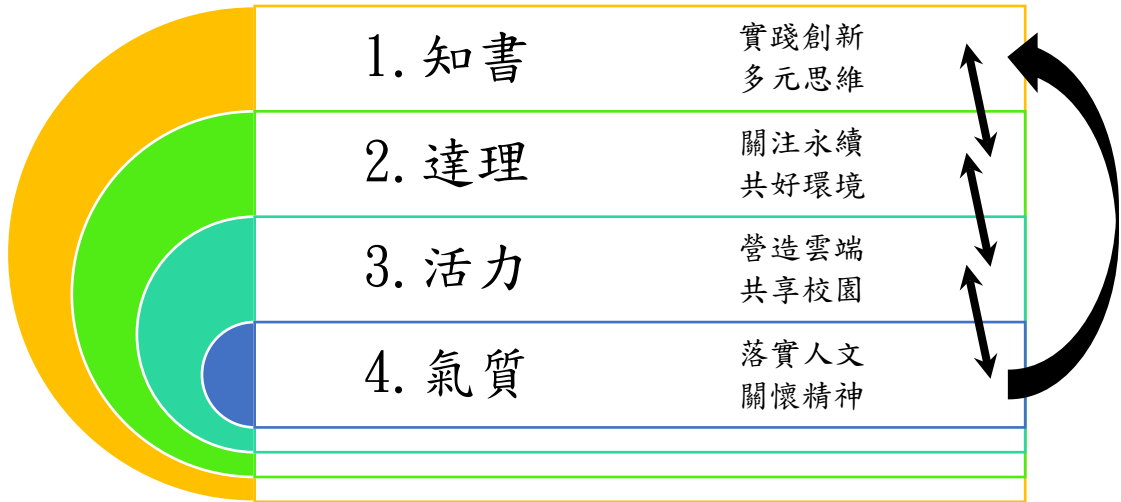 1.知書
實踐創新
多元思維
2.達理
關注永續
共好環境
3.活力
營造雲端
共享校園
4.氣質
落實人文
關懷精神